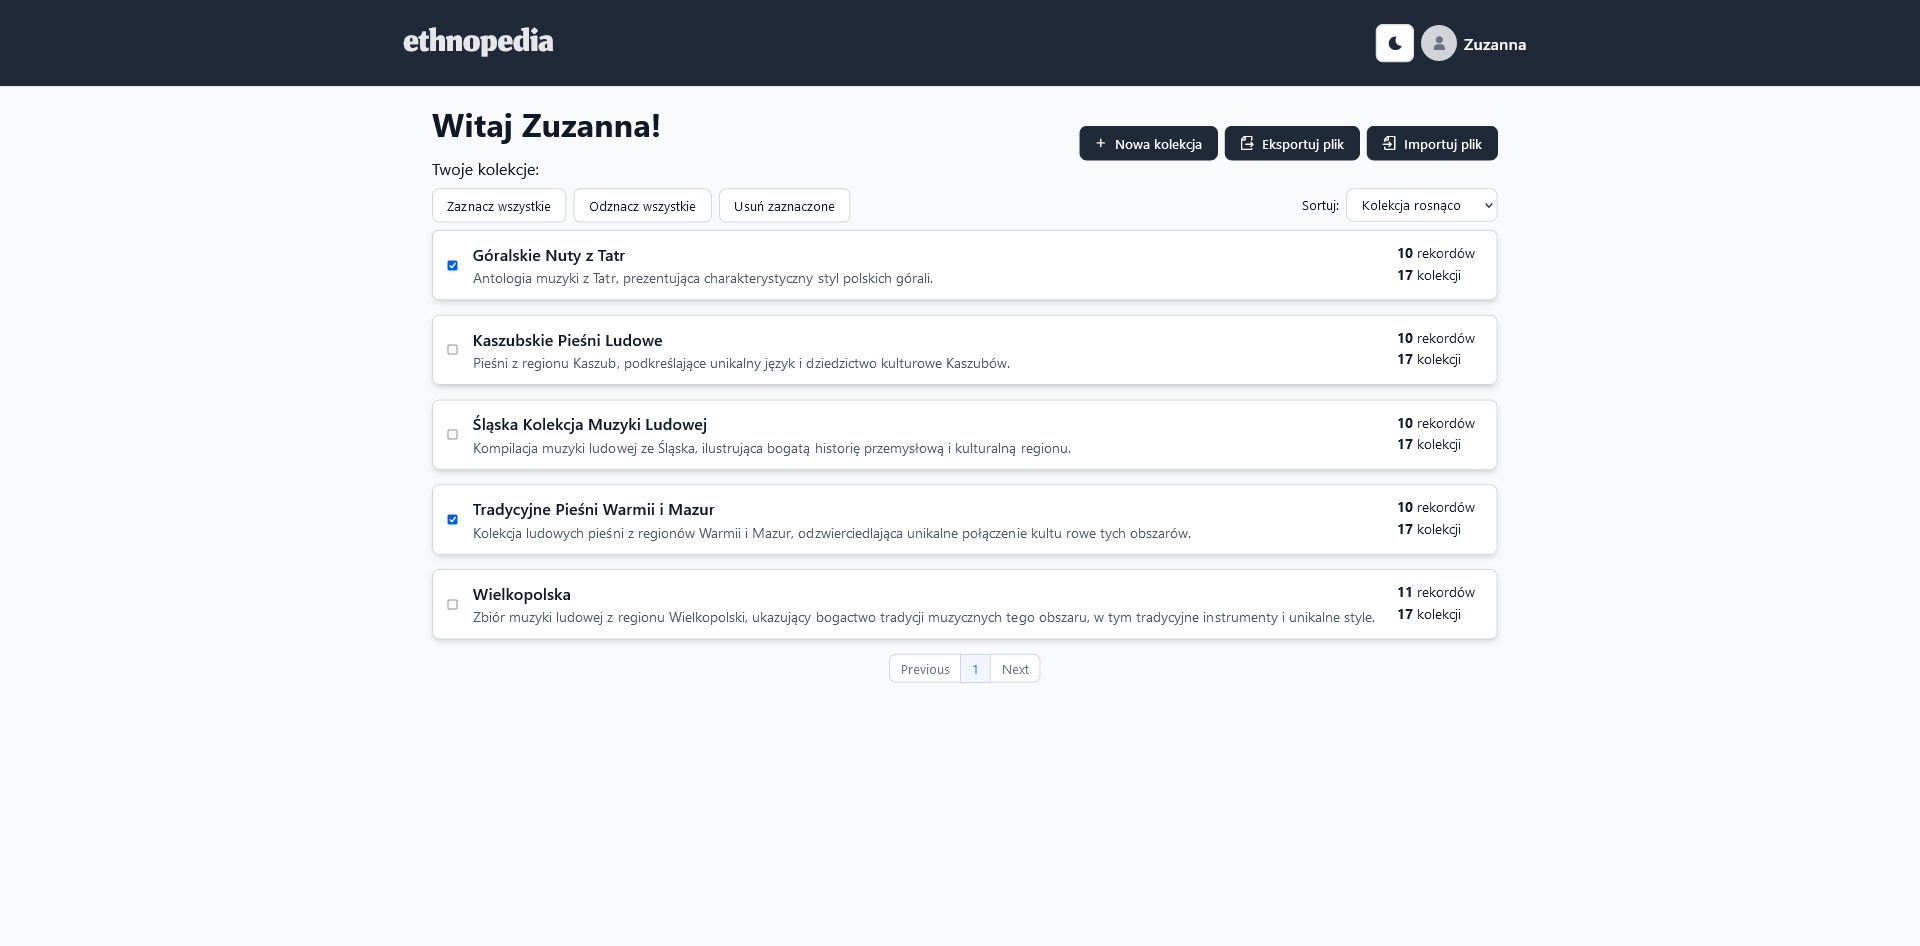 ethnopedia
Zuzanna
Witaj Zuzanna!
Nowa kolekcja
Eksportuj plik
Importuj plik
Twoje kolekcje:
Zaznacz wszystkie
Odznacz wszystkie
Usuń zaznaczone
Sortuj:
Kolekcja rosnąco
Góralskie Nuty z Tatr
Antologia muzyki z Tatr, prezentująca charakterystyczny styl polskich górali.
10 rekordów
17 kolekcji
Kaszubskie Pieśni Ludowe
Pieśni z regionu Kaszub, podkreślające unikalny język i dziedzictwo kulturowe Kaszubów.
10 rekordów
17 kolekcji
Śląska Kolekcja Muzyki Ludowej
Kompilacja muzyki ludowej ze Śląska, ilustrująca bogatą historię przemysłową i kulturalną regionu.
10 rekordów
17 kolekcji
Tradycyjne Pieśni Warmii i Mazur
Kolekcja ludowych pieśni z regionów Warmii i Mazur, odzwierciedlająca unikalne połączenie kultu rowe tych obszarów.
10 rekordów
17 kolekcji
Wielkopolska
Zbiór muzyki ludowej z regionu Wielkopolski, ukazujący bogactwo tradycji muzycznych tego obszaru, w tym tradycyjne instrumenty i unikalne style.
11 rekordów
17 kolekcji
Previous
1
Next